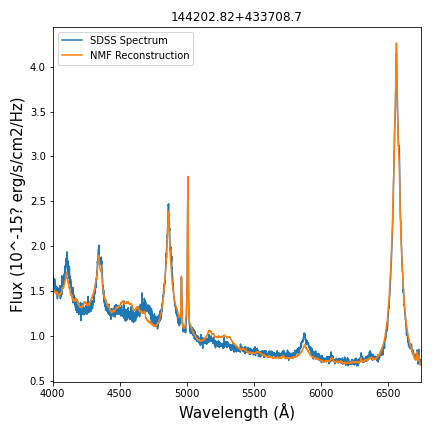 144202.82+433708.7
SDSS Spectrum
NMF Reconstruction
4.0
3.5
3.0
2.5
2.0
1.5
1.0
0.5
Flux (10^-15? erg/s/cm2/Hz)
4000 4500 5000 5500 6000 6500
Wavelength (Å)